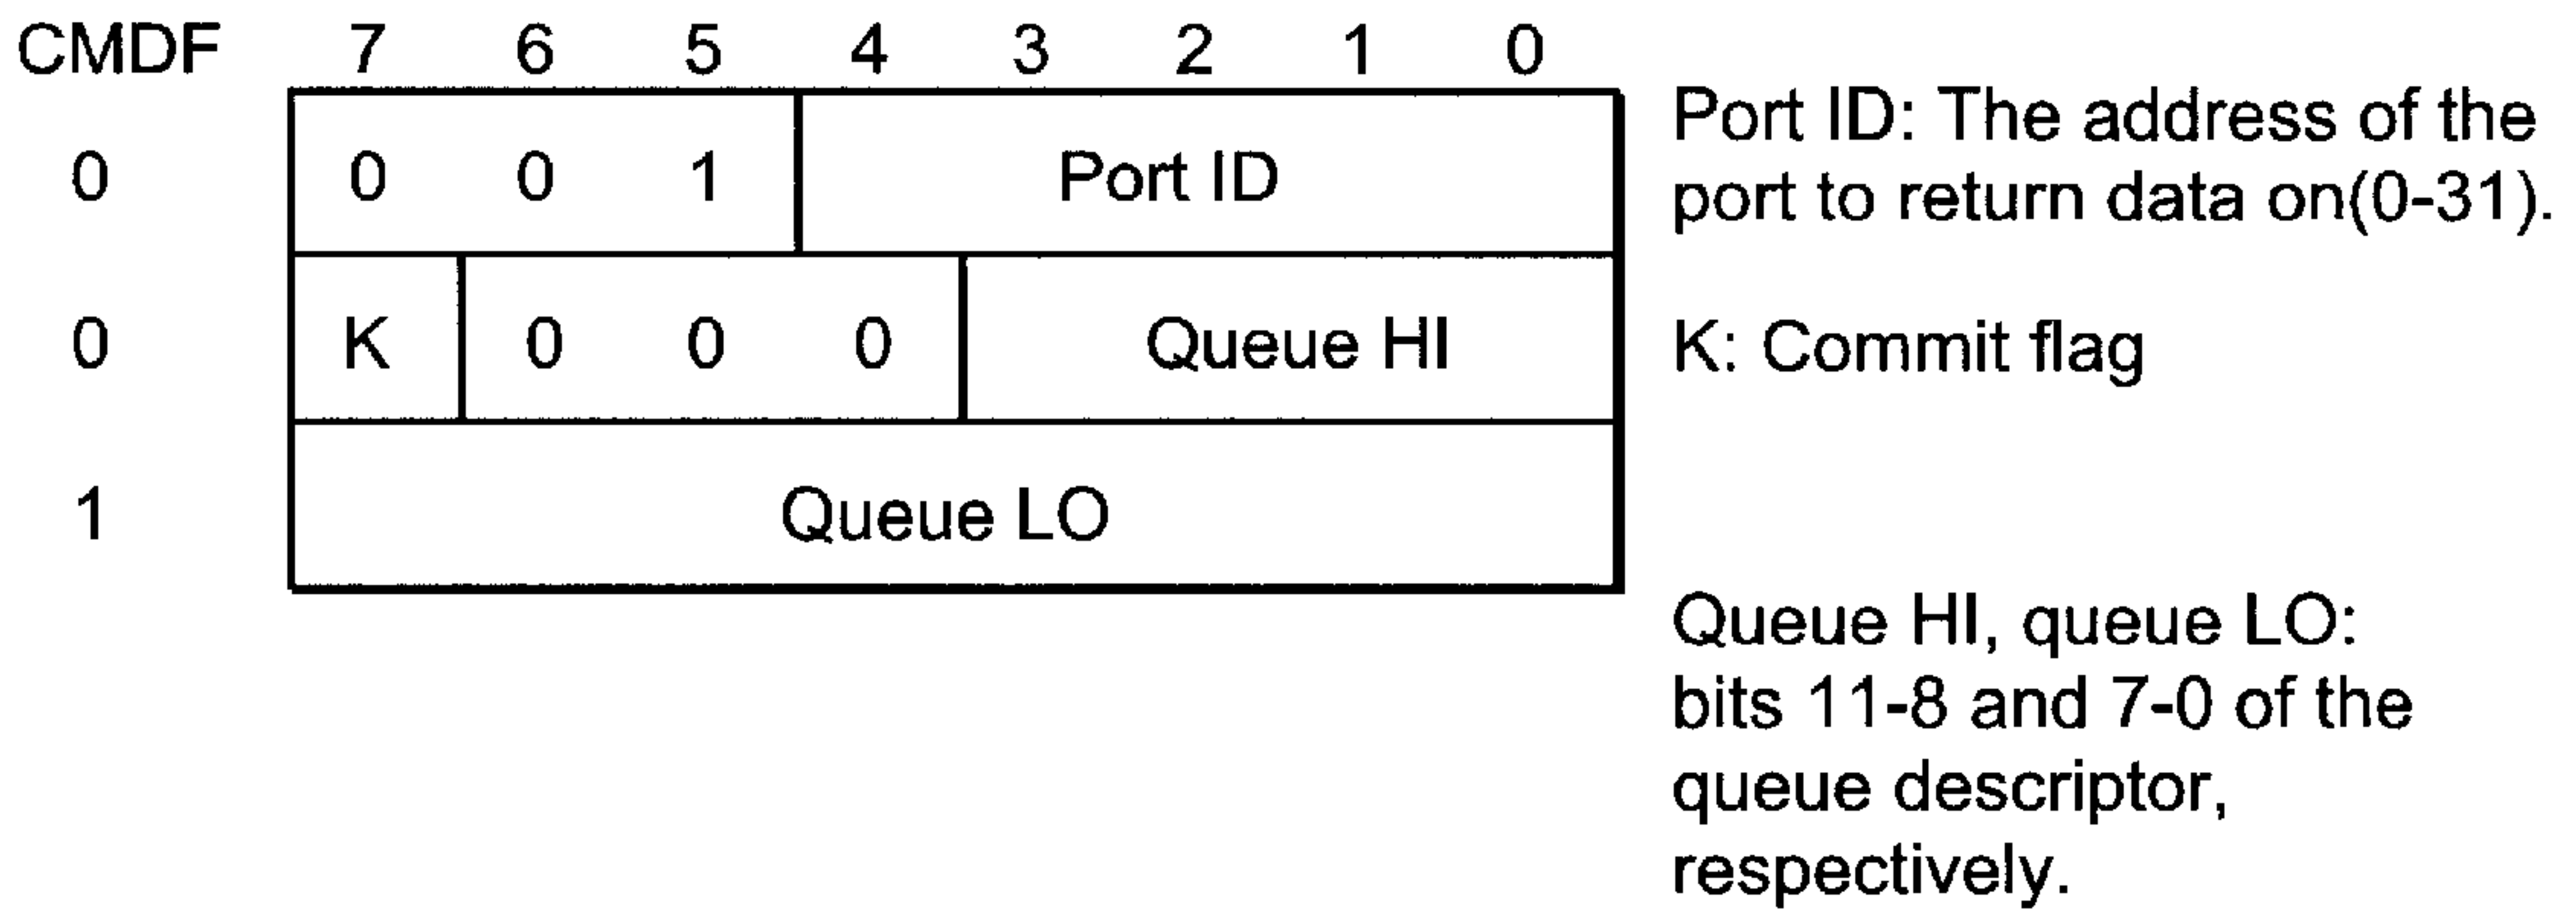 CMDF 7 6 5 4 3 2 1 0
0 0 0 1 Port ID
0 K 0 0 0 Queue HI
1 Queue LO
Port ID: The address of the
port to return data on(0-31).
K: Commit flag
Queue HI, queue LO:
bits 11-8 and 7-0 of the
queue descriptor,
respectively.